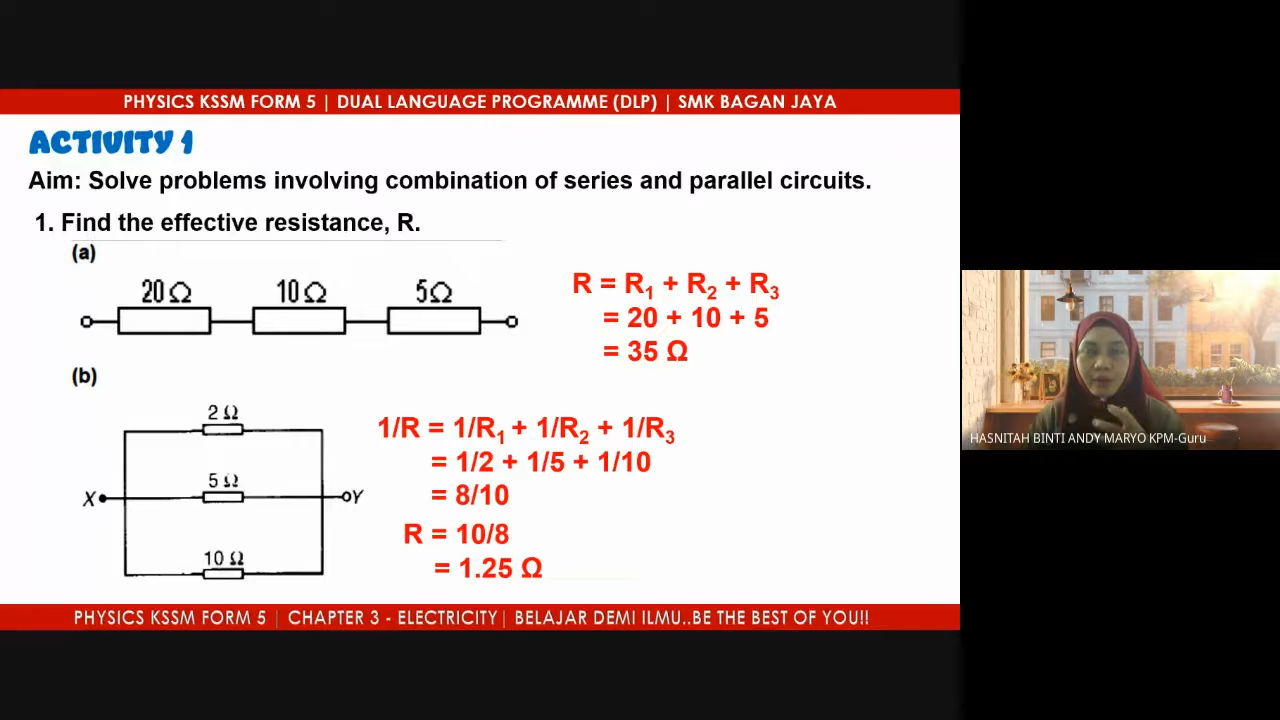 PHYSICS KSSM FORM 5 | DUAL LANGUAGE PROGRAMME (DLP) | SMK BAGAN JAYA
ACTIVITY 1
Aim: Solve problems involving combination of series and parallel circuits.
1. Find the effective resistance, R.
(a)
20 Ω 10 Ω 5 Ω
R = R1 + R2 + R3
= 20 + 10 + 5
= 35 Ω
(b)
2 Ω
5 Ω
X Y
10 Ω
1/R = 1/R1 + 1/R2 + 1/R3
= 1/2 + 1/5 + 1/10
= 8/10
R = 10/8
= 1.25 Ω
HASNITAH BINTI ANDY MARYO KPM-Guru
PHYSICS KSSM FORM 5 | CHAPTER 3 - ELECTRICITY| BELAJAR DEMI ILMU..BE THE BEST OF YOU!!